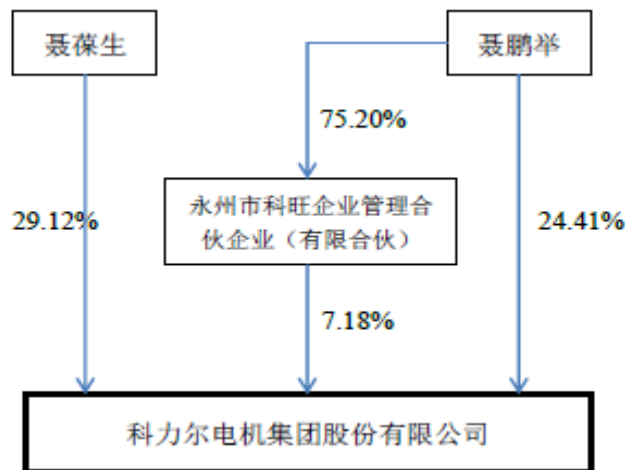 聂葆生
聂鹏举
75.20%
29.12%
永州市科旺企业管理合
伙企业（有限合伙）
24.41%
7.18%
科力尔电机集团股份有限公司